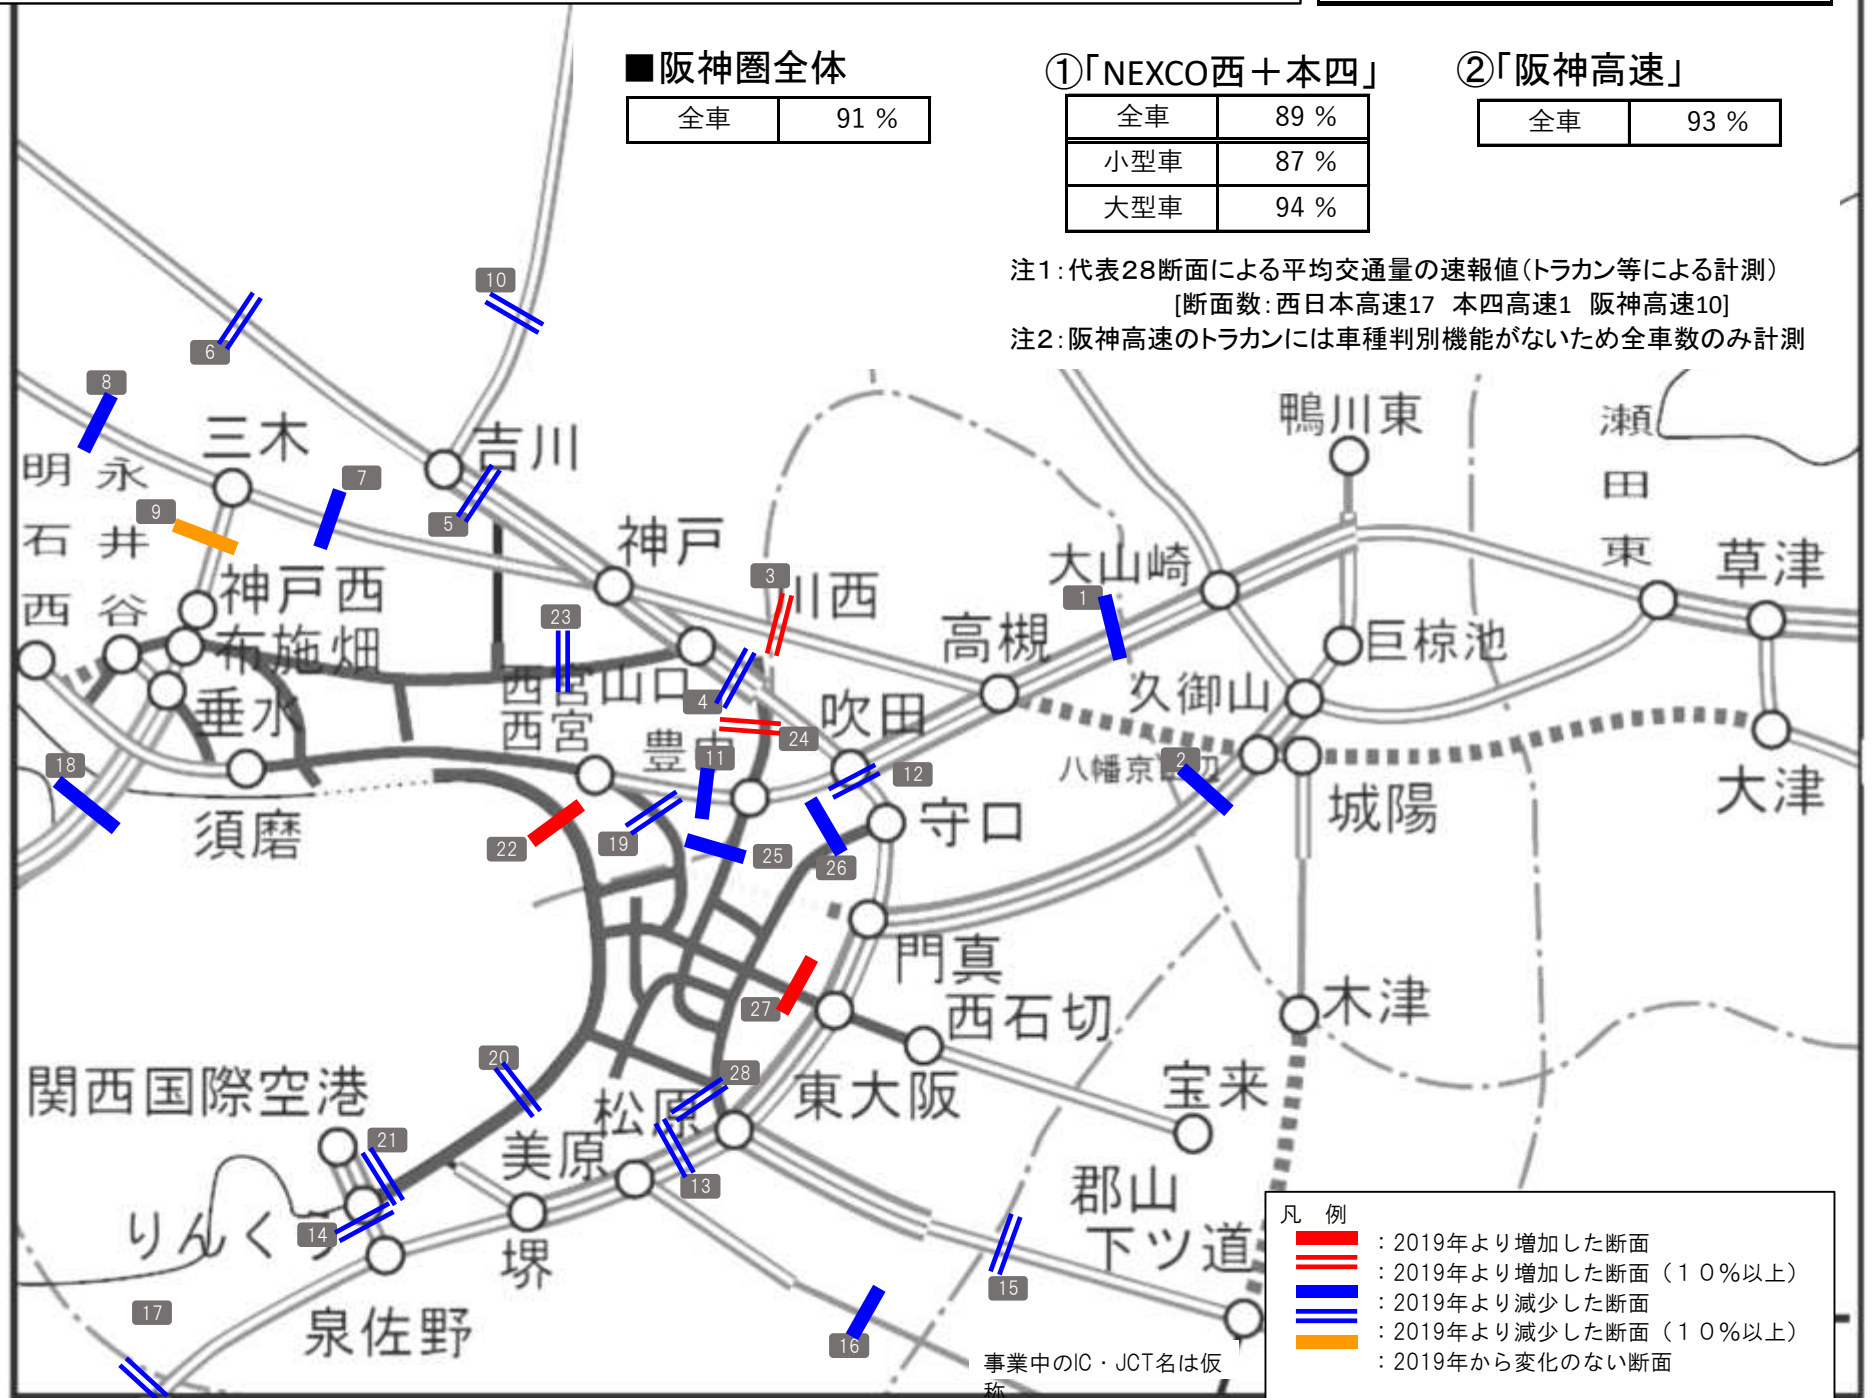 ■阪神圏全体
全車 91 %
①「NEXCO西＋本四」
全車 89 %
小型車 87 %
大型車 94 %
②「阪神高速」
全車 93 %
注1：代表28断面による平均交通量の速報値（トラカン等による計測）
[断面数：西日本高速17 本四高速1 阪神高速10]
注2：阪神高速のトラカンには車種判別機能がないため全車数のみ計測
10
6
8
三木
吉川
鴨川東
瀬田東
明石西
永井谷
7
9
5
神戸
大山崎
草津
3
川西
1
神戸西
布施畑
23
高槻
巨椋池
西宮山口
4
久御山
垂水
西宮
吹田
豊中
24
11
12
八幡京田辺
2
18
大津
城陽
須磨
22
19
守口
25
26
門真
27
西石切
木津
20
28
関西国際空港
松原
東大阪
宝来
21
美原
13
郡山
下ツ道
りんくう
14
堺
15
17
泉佐野
16
事業中のIC・JCT名は仮
称
凡 例
：2019年より増加した断面
：2019年より増加した断面（１０％以上）
：2019年より減少した断面
：2019年より減少した断面（１０％以上）
：2019年から変化のない断面